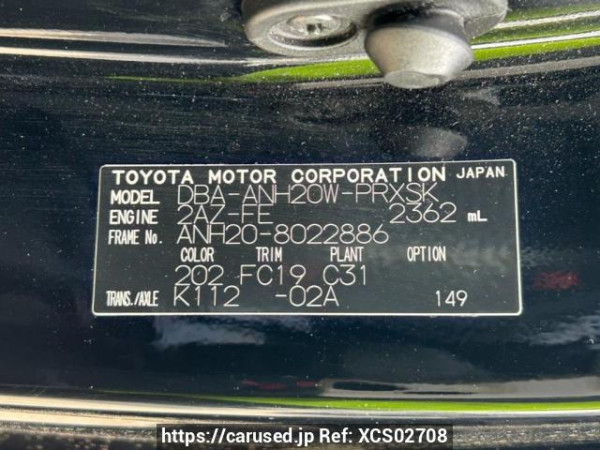 TOYOTA MOTOR CORPORATION JAPAN
MODEL DBA-ANH20W-PRXSK
ENGINE 2AZ-FE 2362 mL
FRAME No. ANH20-8022886
COLOR TRIM PLANT OPTION
202 FC19 C31
TRANS./AXLE K112 -02A 149
https://carused.jp Ref: XCS02708